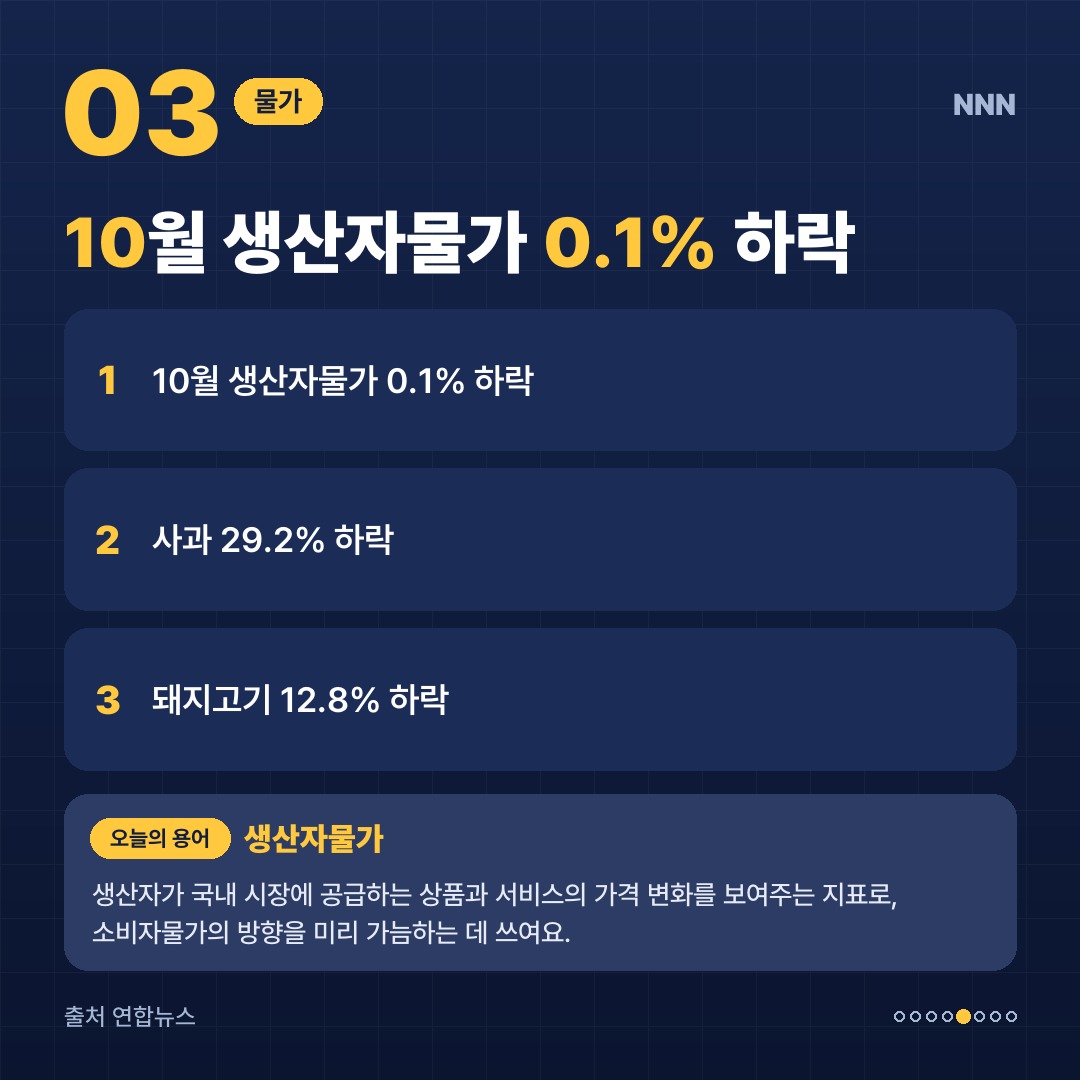 03 물가
NNN
10월 생산자물가 0.1% 하락
1 10월 생산자물가 0.1% 하락
2 사과 29.2% 하락
3 돼지고기 12.8% 하락
오늘의 용어 생산자물가
생산자가 국내 시장에 공급하는 상품과 서비스의 가격 변화를 보여주는 지표로,
소비자물가의 방향을 미리 가늠하는 데 쓰여요.
출처 연합뉴스